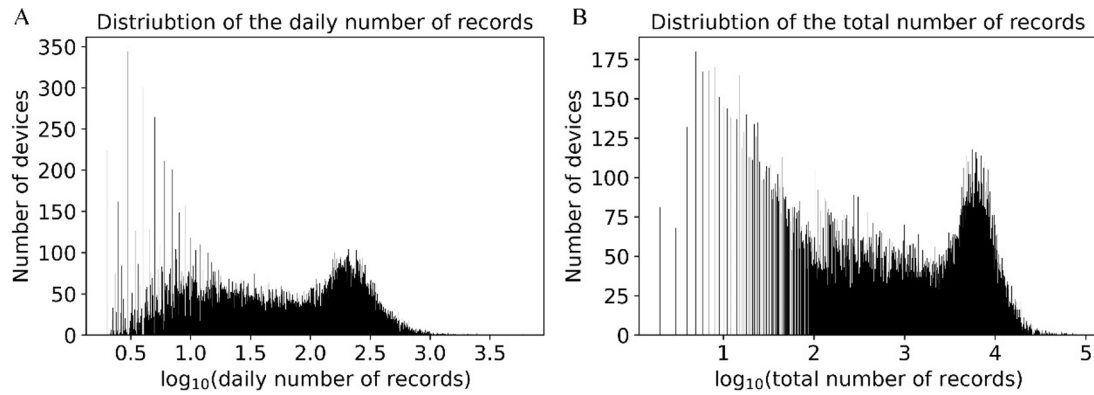 A
Distriubtion of the daily number of records
Number of devices
350
300
250
200
150
100
50
0
0.5 1.0 1.5 2.0 2.5 3.0 3.5
log₁₀(daily number of records)
B
Distriubtion of the total number of records
Number of devices
175
150
125
100
75
50
25
0
1 2 3 4 5
log₁₀(total number of records)